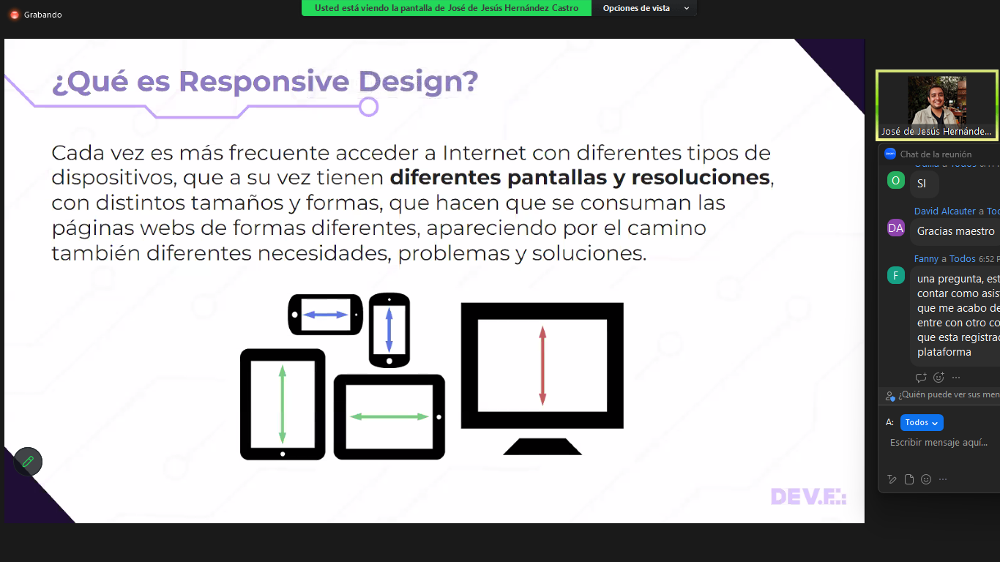 Grabando
Usted está viendo la pantalla de José de Jesús Hernández Castro
Opciones de vista
¿Qué es Responsive Design?
Cada vez es más frecuente acceder a Internet con diferentes tipos de
dispositivos, que a su vez tienen diferentes pantallas y resoluciones,
con distintos tamaños y formas, que hacen que se consuman las
páginas webs de formas diferentes, apareciendo por el camino
también diferentes necesidades, problemas y soluciones.
DEV.F.:
José de Jesús Hernánde...
zoom
Chat de la reunión
O
SI
David Alcauter a Tod
DA
Gracias maestro
Fanny a Todos 6:52 P
F
una pregunta, est
contar como asis
que me acabo de
entre con otro co
que esta registrad
plataforma
¿Quién puede ver sus men
A:
Todos
Escribir mensaje aquí...